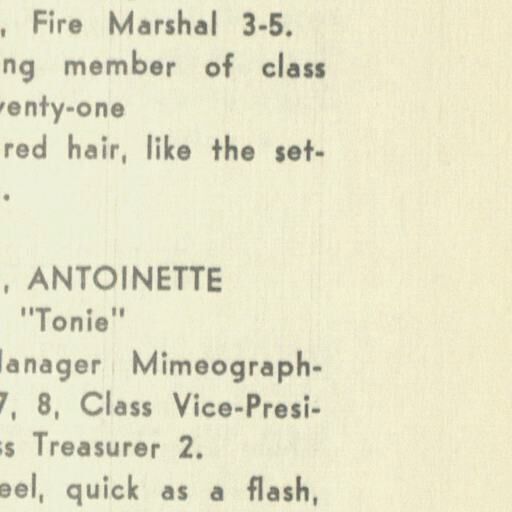 , Fire Marshal 3-5.
ng member of class
venty-one
red hair, like the set-
.
, ANTOINETTE
"Tonie"
Manager Mimeograph-
7, 8, Class Vice-Presi-
ss Treasurer 2.
eel, quick as a flash,